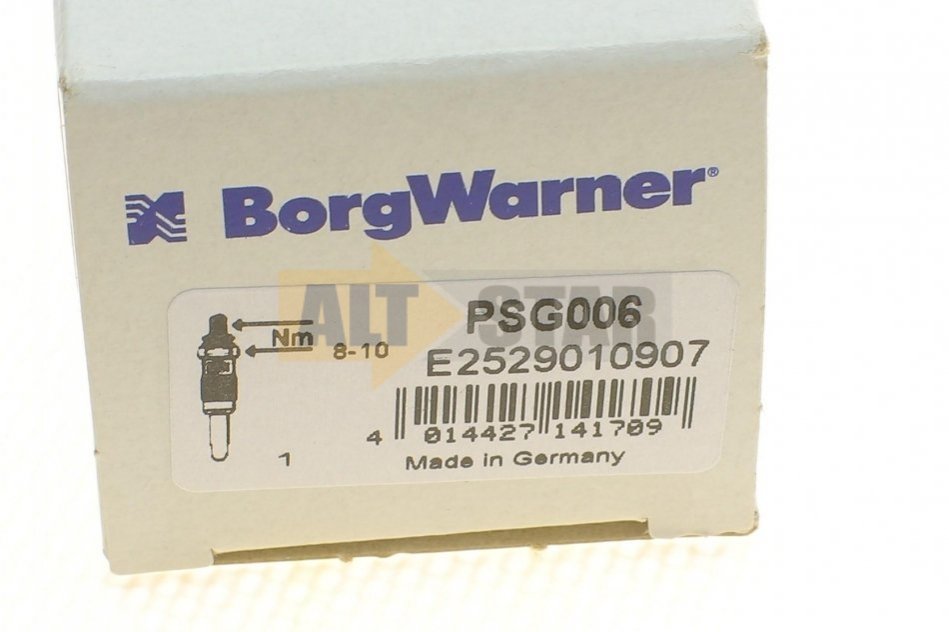 BorgWarner®
ALT STAR
PSG006
Nm
8-10
E2529010907
4 014427 141709
1
Made in Germany